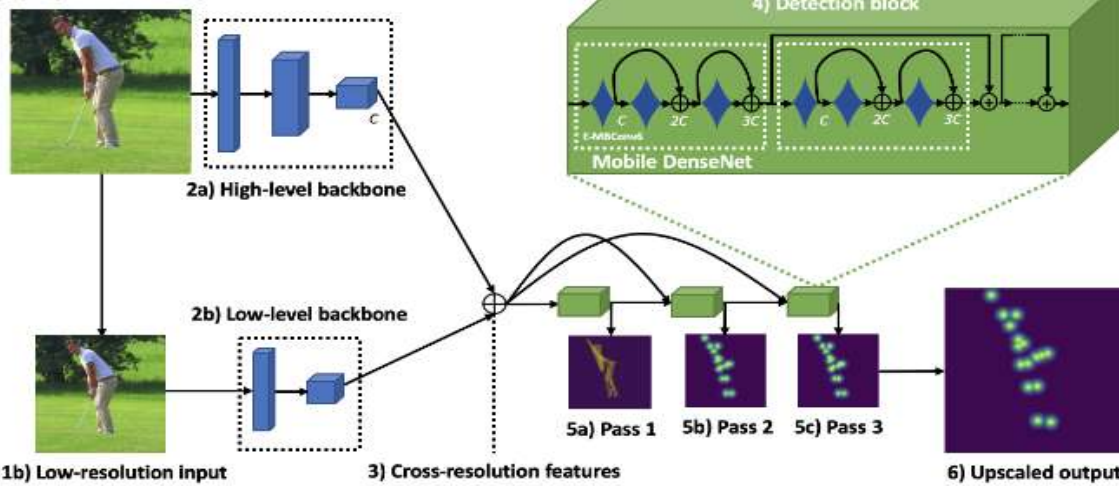 4) Detection block
C
2C
3C
C
2C
3C
E-MBConv6
Mobile DenseNet
C
2a) High-level backbone
2b) Low-level backbone
5a) Pass 1
5b) Pass 2
5c) Pass 3
1b) Low-resolution input
3) Cross-resolution features
6) Upscaled output